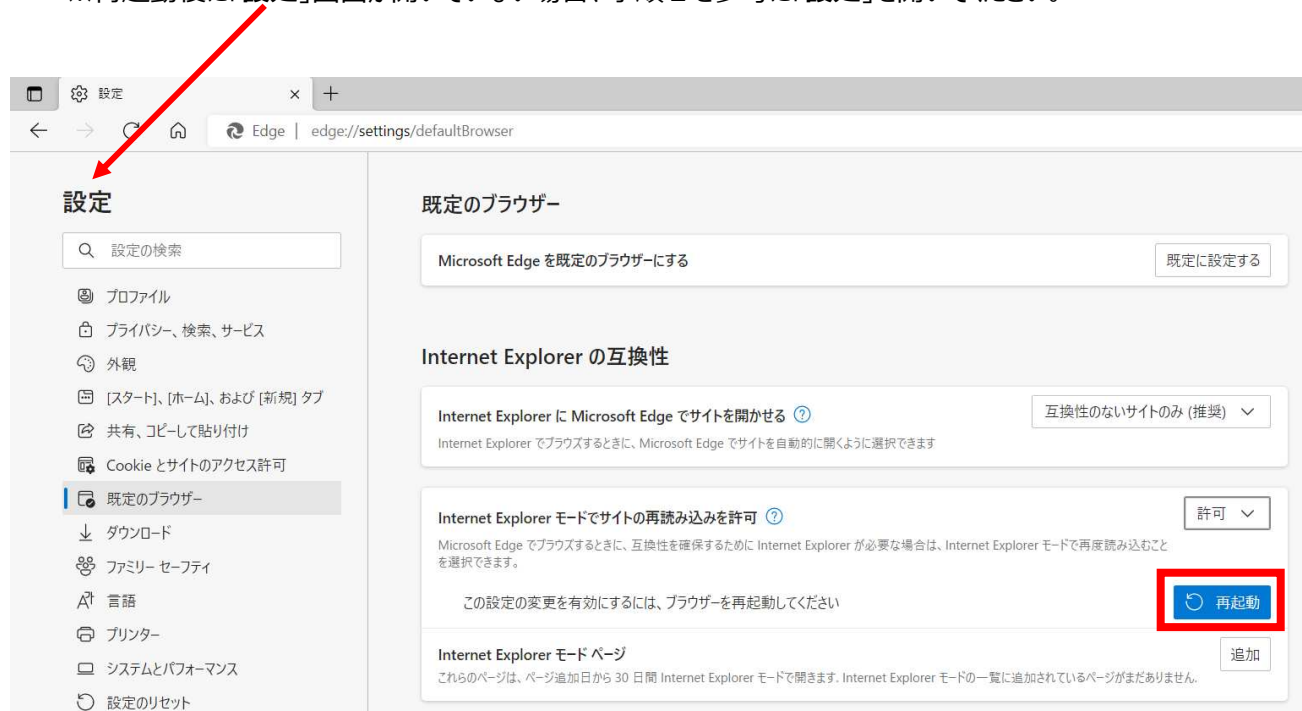 設定
Edge | edge://settings/defaultBrowser
設定
設定の検索
プロファイル
プライバシー、検索、サービス
外観
[スタート]、[ホーム]、および [新規] タブ
共有、コピーして貼り付け
Cookie とサイトのアクセス許可
既定のブラウザー
ダウンロード
ファミリー セーフティ
言語
プリンター
システムとパフォーマンス
設定のリセット
既定のブラウザー
Microsoft Edge を既定のブラウザーにする
既定に設定する
Internet Explorer の互換性
Internet Explorer に Microsoft Edge でサイトを開かせる
互換性のないサイトのみ (推奨)
Internet Explorer でブラウズするときに、Microsoft Edge でサイトを自動的に開くように選択できます
Internet Explorer モードでサイトの再読み込みを許可
許可
Microsoft Edge でブラウズするときに、互換性を確保するために Internet Explorer が必要な場合は、Internet Explorer モードで再度読み込むこと
を選択できます。
この設定の変更を有効にするには、ブラウザーを再起動してください
再起動
Internet Explorer モード ページ
追加
これらのページは、ページ追加日から 30 日間 Internet Explorer モードで開きます. Internet Explorer モードの一覧に追加されているページがまだありません.